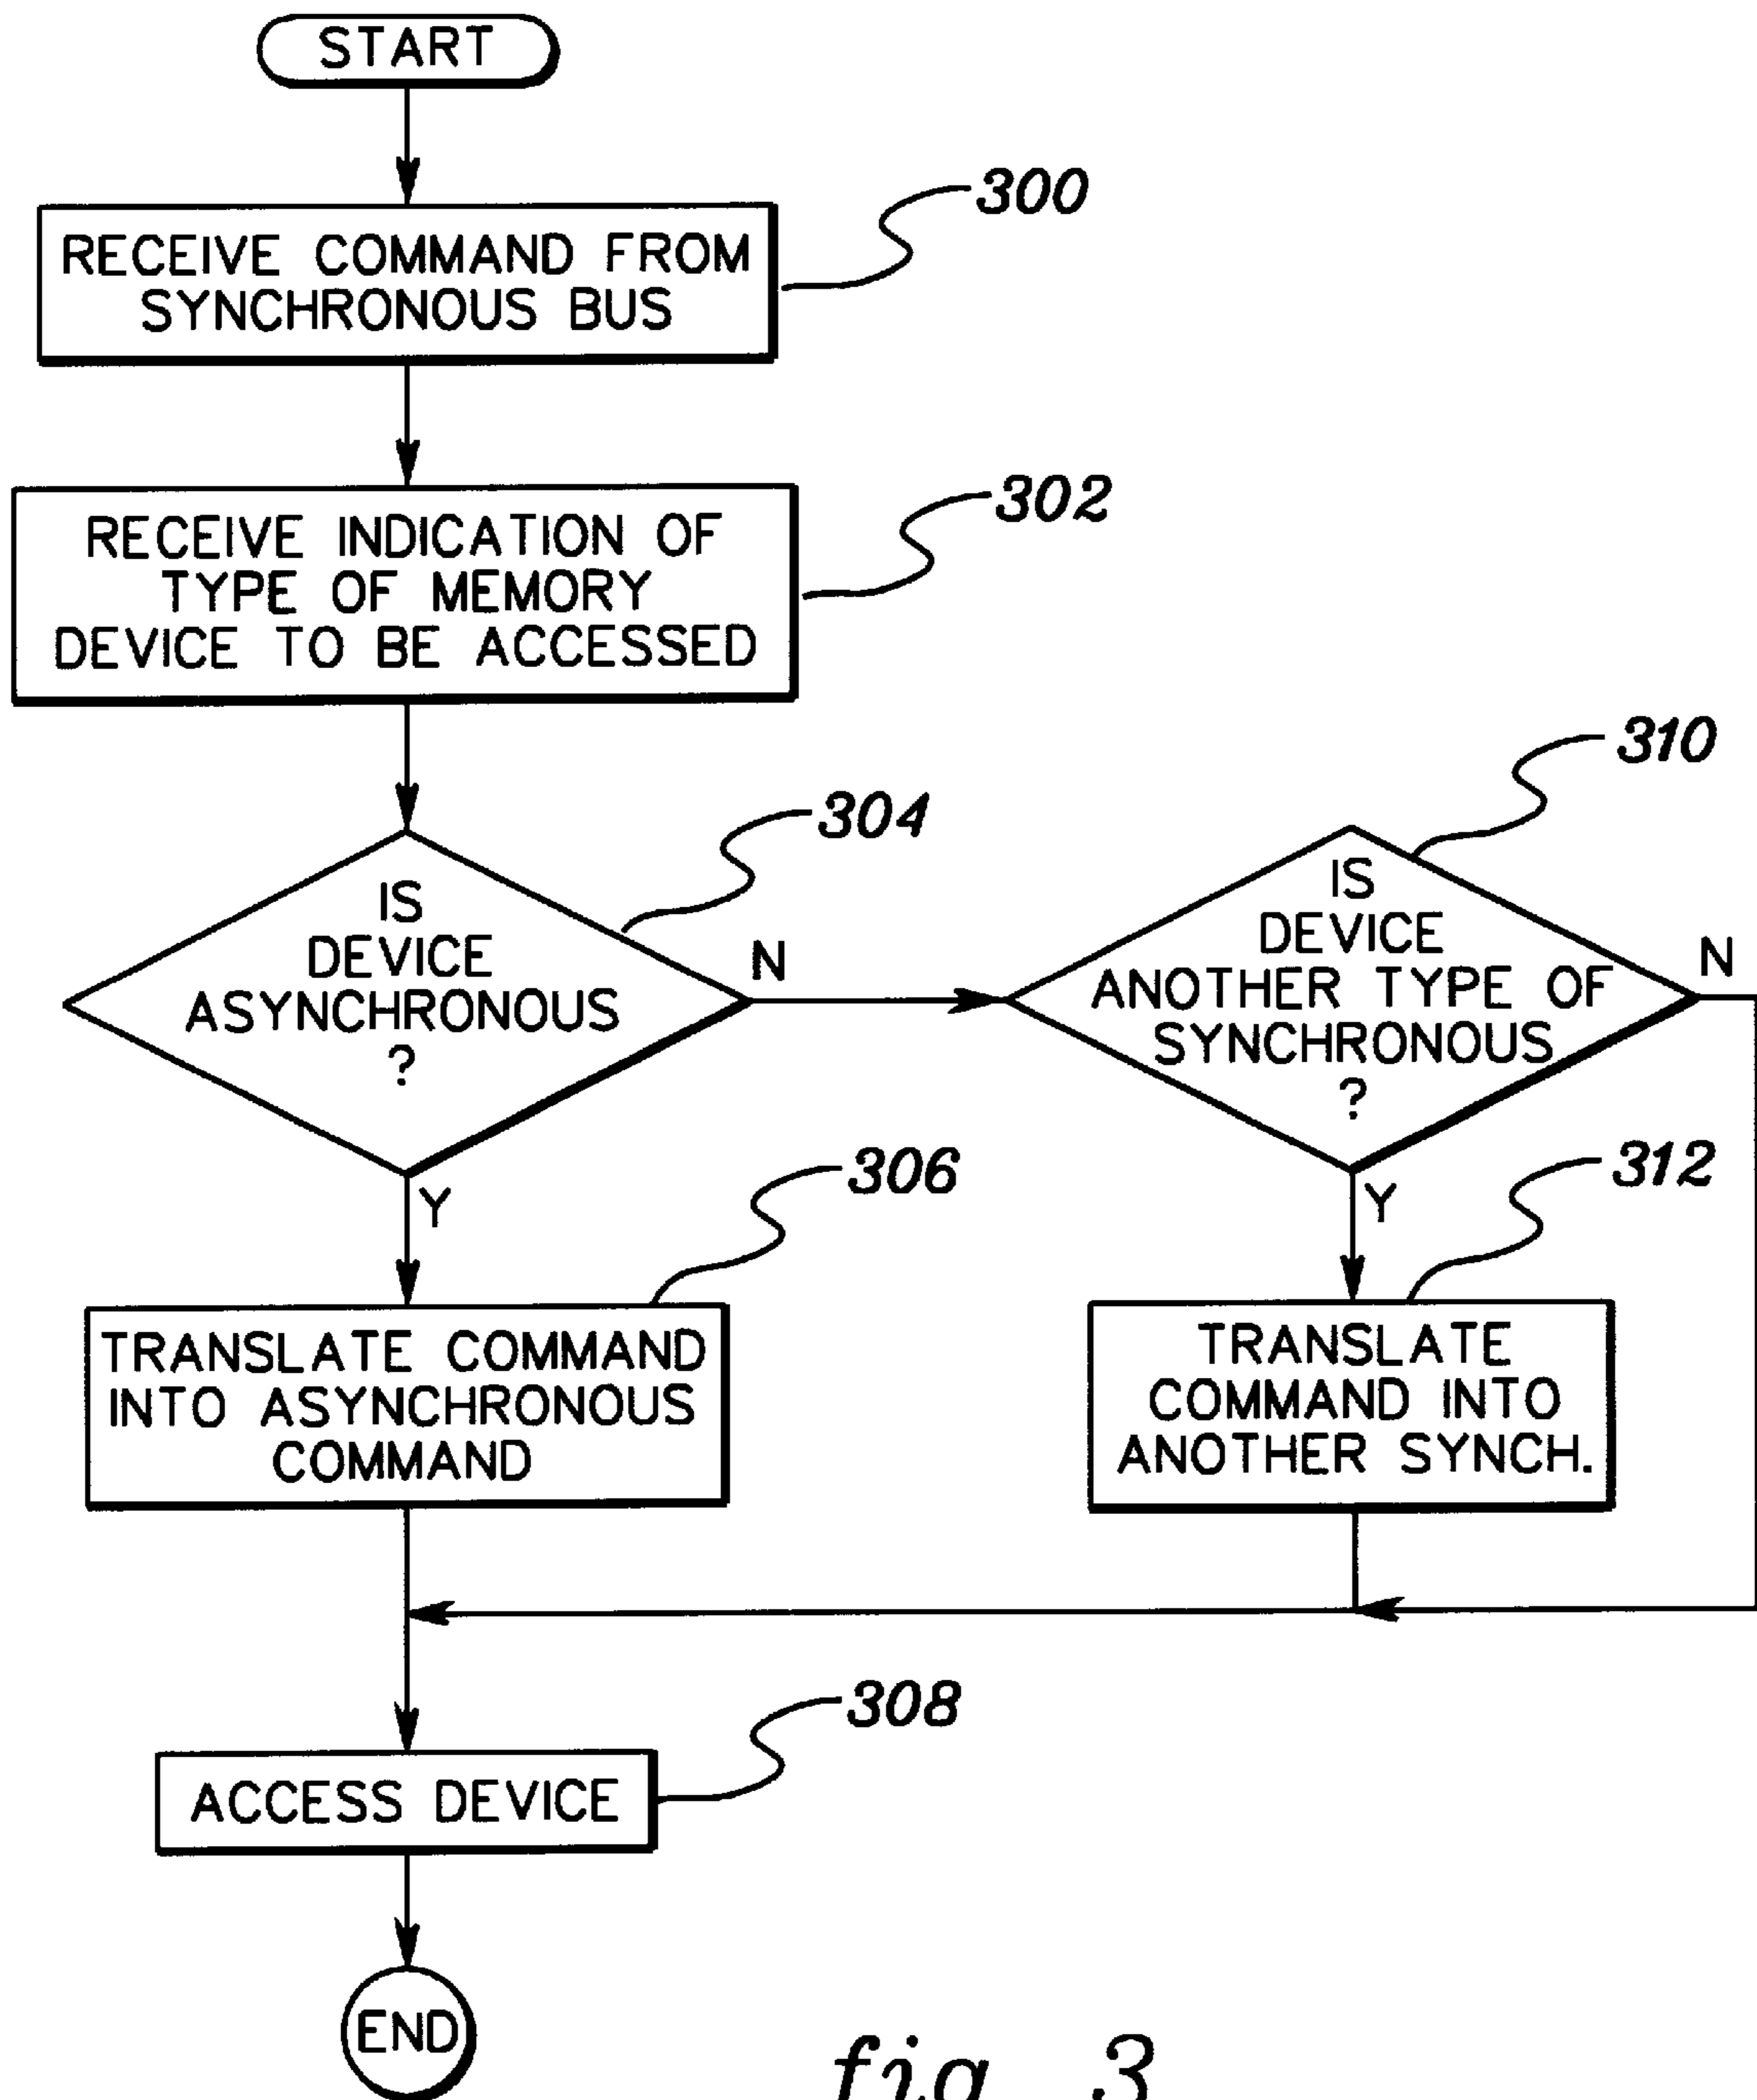 START
300
RECEIVE COMMAND FROM
SYNCHRONOUS BUS
302
RECEIVE INDICATION OF
TYPE OF MEMORY
DEVICE TO BE ACCESSED
304
IS
DEVICE
ASYNCHRONOUS
?
N
Y
310
IS
DEVICE
ANOTHER TYPE OF
SYNCHRONOUS
?
N
Y
306
TRANSLATE COMMAND
INTO ASYNCHRONOUS
COMMAND
312
TRANSLATE
COMMAND INTO
ANOTHER SYNCH.
308
ACCESS DEVICE
END
fig. 3